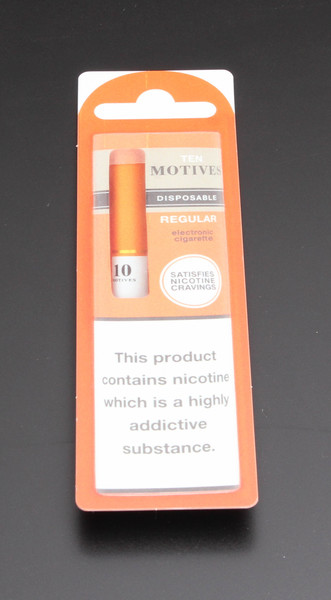 TEN
MOTIVES
DISPOSABLE
REGULAR
electronic
cigarette
10
MOTIVES
SATISFIES
NICOTINE
CRAVINGS
This product
contains nicotine
which is a highly
addictive
substance.